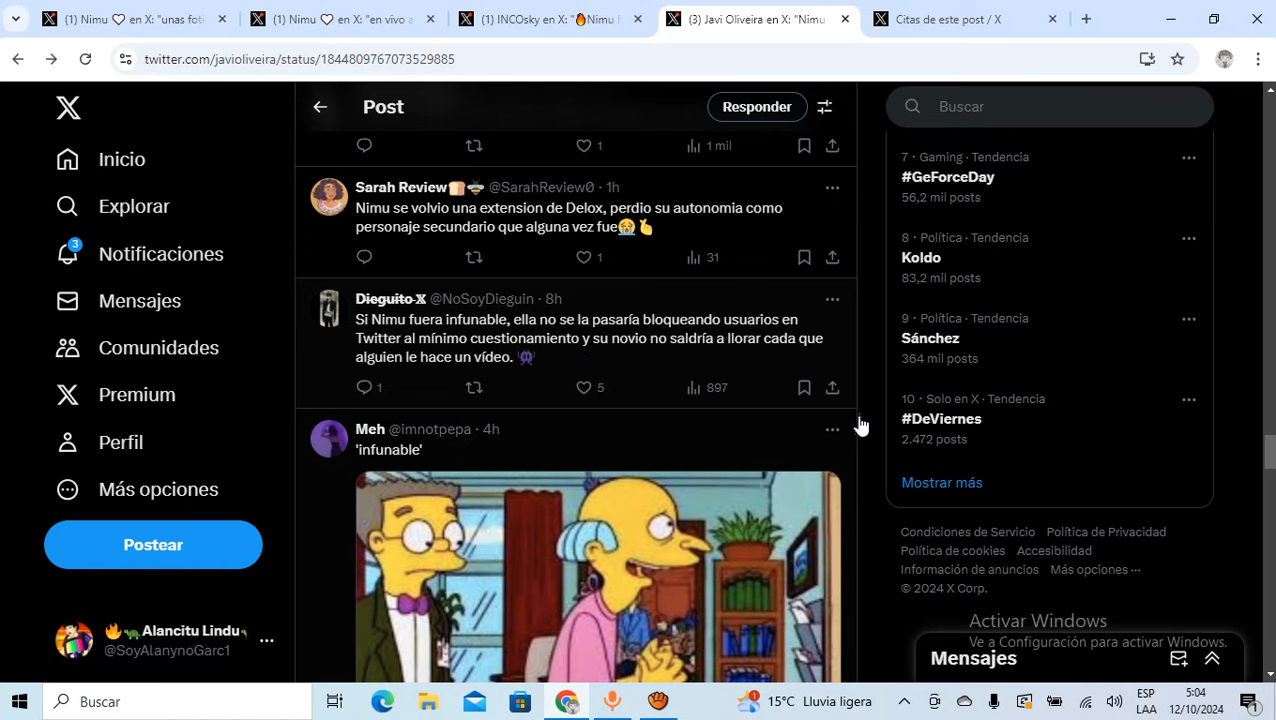 (1) Nimu 🤍 en X: "unas foti
(1) Nimu 🤍 en X: "en vivo a
(1) INCOsky en X: "🔥Nimu h
(3) Javi Oliveira en X: "Nimu
Citas de este post / X
twitter.com/javioliveira/status/1844809767073529885
Inicio
Explorar
3
Notificaciones
Mensajes
Comunidades
Premium
Perfil
Más opciones
Postear
🔥🐢Alancitu Lindu
@SoyAlanynoGarc1
Post
Responder
1
1 mil
Sarah Review🍞🐝 @SarahReview0 · 1h
Nimu se volvio una extension de Delox, perdio su autonomia como
personaje secundario que alguna vez fue😭🫰
1
31
Dieguito X @NoSoyDieguin · 8h
Si Nimu fuera infunable, ella no se la pasaría bloqueando usuarios en
Twitter al mínimo cuestionamiento y su novio no saldría a llorar cada que
alguien le hace un vídeo. 👾
1
5
897
Meh @imnotpepa · 4h
'infunable'
Buscar
7 · Gaming · Tendencia
#GeForceDay
56,2 mil posts
8 · Política · Tendencia
Koldo
83,2 mil posts
9 · Política · Tendencia
Sánchez
364 mil posts
10 · Solo en X · Tendencia
#DeViernes
2.472 posts
Mostrar más
Condiciones de Servicio Política de Privacidad
Política de cookies Accesibilidad
Información de anuncios Más opciones ···
© 2024 X Corp.
Activar Windows
Ve a Configuración para activar Windows.
Mensajes
Buscar
1
15°C Lluvia ligera
ESP
LAA
5:04
12/10/2024
1